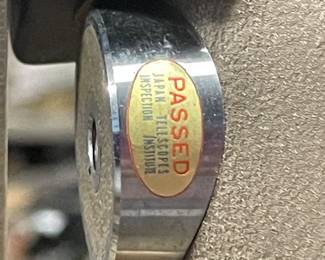 PASSED
JAPAN TELESCOPES
INSPECTION INSTITUTE